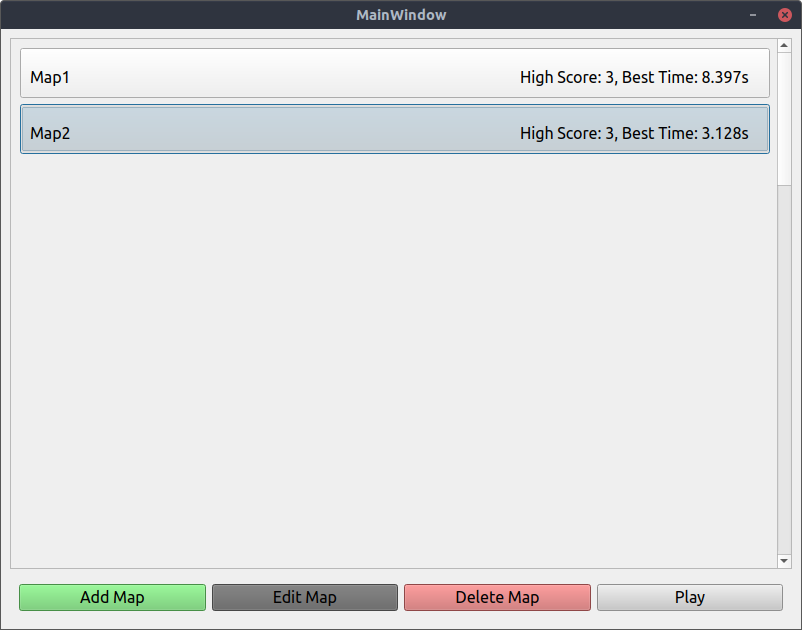 MainWindow
Map1 High Score: 3, Best Time: 8.397s
Map2 High Score: 3, Best Time: 3.128s
Add Map Edit Map Delete Map Play